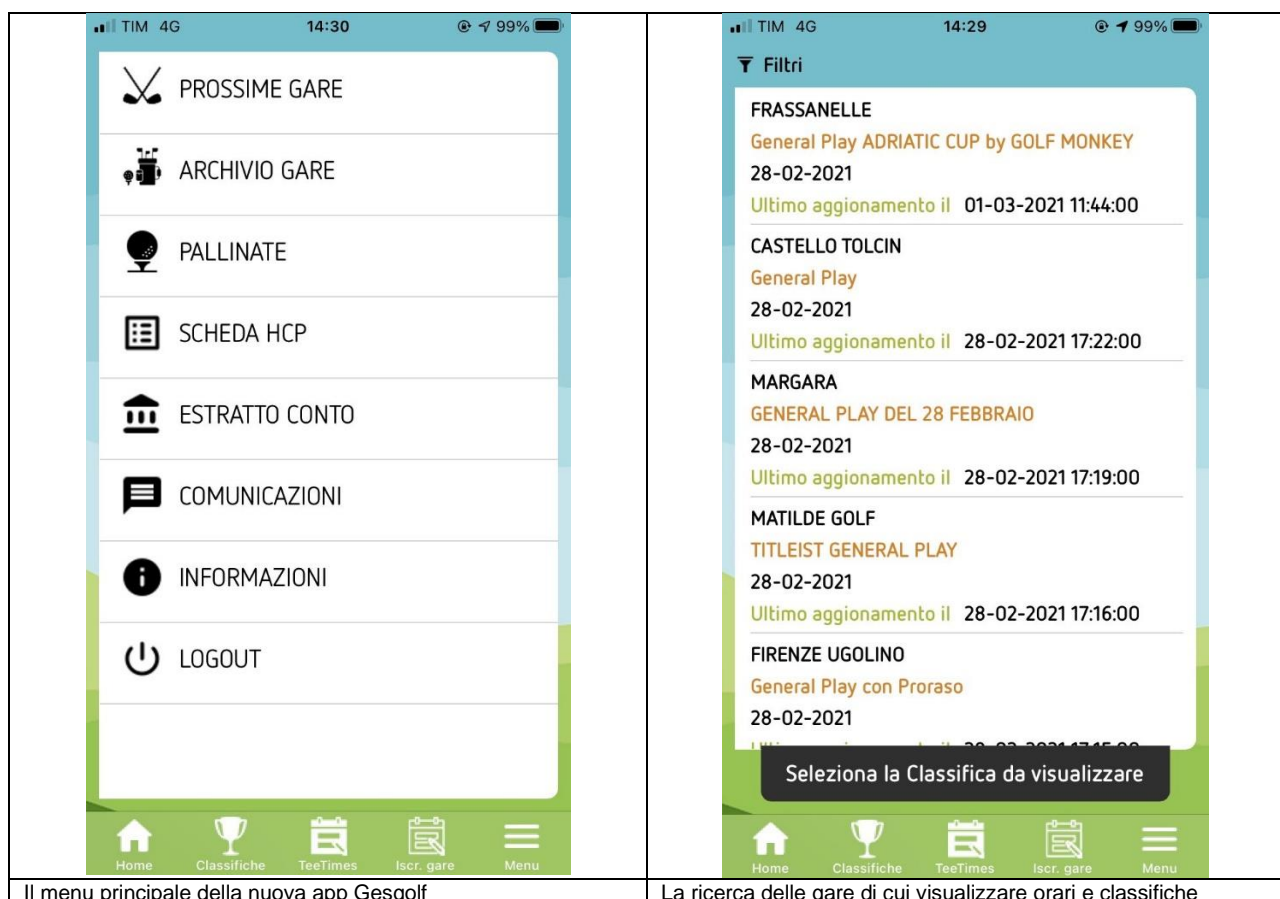 TIM 4G 14:30 99%
PROSSIME GARE
ARCHIVIO GARE
PALLINATE
SCHEDA HCP
ESTRATTO CONTO
COMUNICAZIONI
INFORMAZIONI
LOGOUT
Home Classifiche TeeTimes Iscr. gare Menu
Il menu principale della nuova app Gesgolf
TIM 4G 14:29 99%
Filtri
FRASSANELLE
General Play ADRIATIC CUP by GOLF MONKEY
28-02-2021
Ultimo aggionamento il 01-03-2021 11:44:00
CASTELLO TOLCIN
General Play
28-02-2021
Ultimo aggionamento il 28-02-2021 17:22:00
MARGARA
GENERAL PLAY DEL 28 FEBBRAIO
28-02-2021
Ultimo aggionamento il 28-02-2021 17:19:00
MATILDE GOLF
TITLEIST GENERAL PLAY
28-02-2021
Ultimo aggionamento il 28-02-2021 17:16:00
FIRENZE UGOLINO
General Play con Proraso
28-02-2021
Seleziona la Classifica da visualizzare
Home Classifiche TeeTimes Iscr. gare Menu
La ricerca delle gare di cui visualizzare orari e classifiche